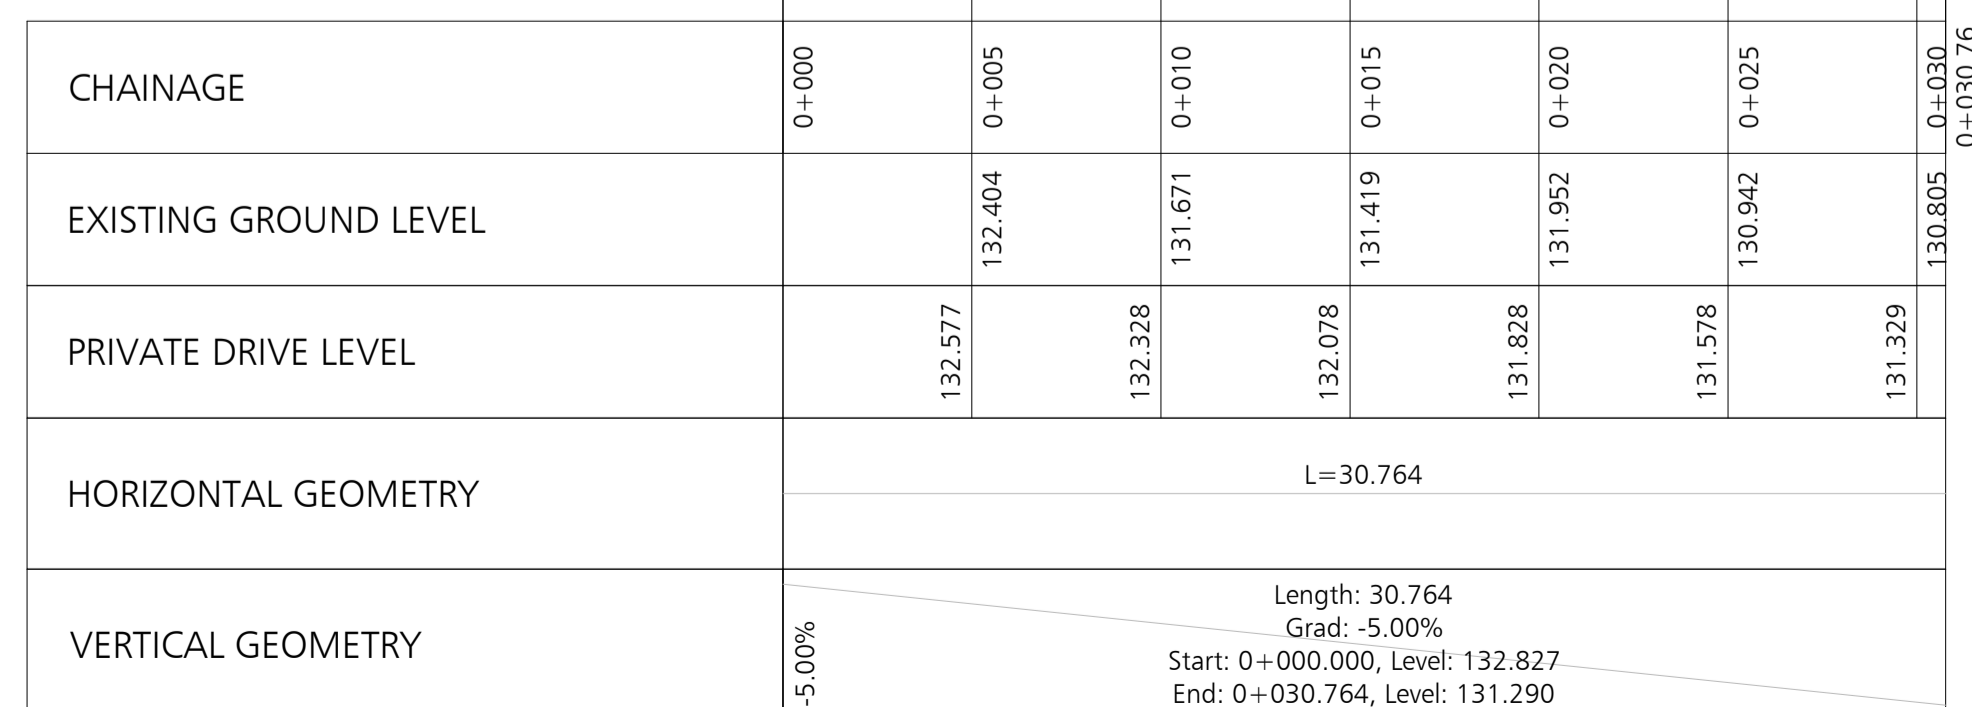 CHAINAGE 0+000 0+005 0+010 0+015 0+020 0+025 0+030 0+030.76
EXISTING GROUND LEVEL 132.404 131.671 131.419 131.952 130.942 130.805
PRIVATE DRIVE LEVEL 132.577 132.328 132.078 131.828 131.578 131.329
HORIZONTAL GEOMETRY L=30.764
VERTICAL GEOMETRY -5.00%
Length: 30.764
Grad: -5.00%
Start: 0+000.000, Level: 132.827
End: 0+030.764, Level: 131.290